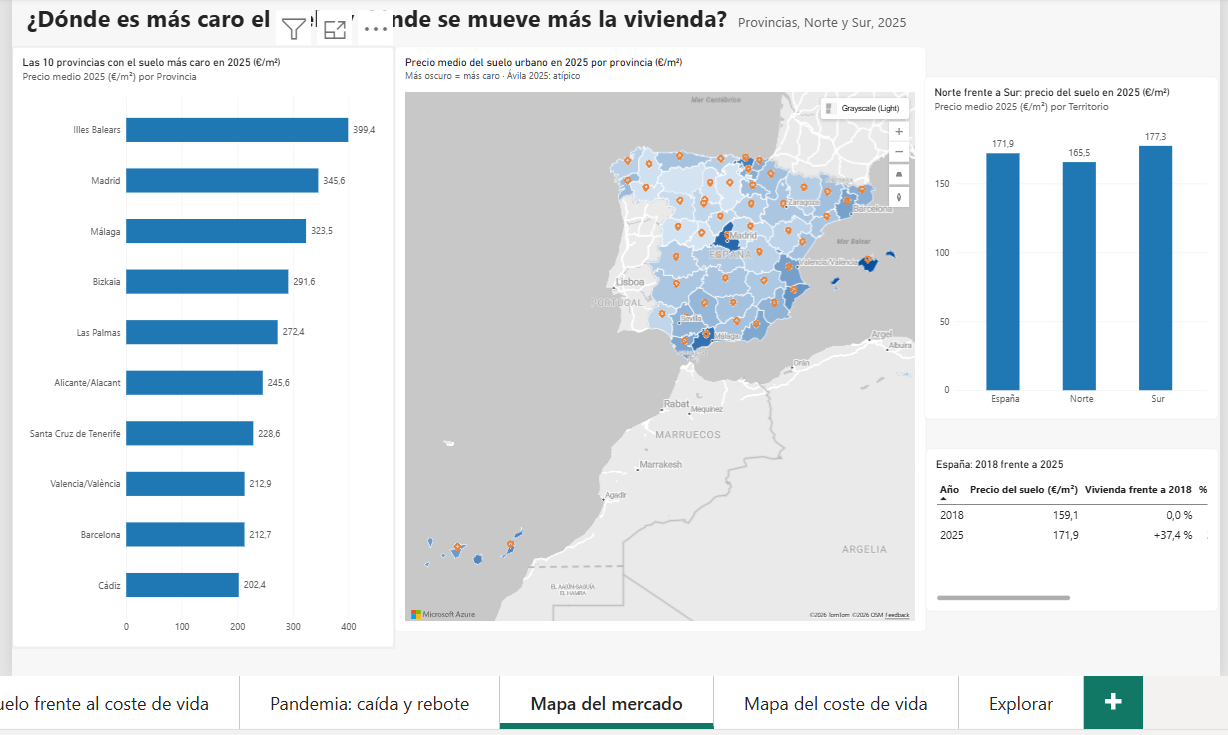 ¿Dónde es más caro el
nde se mueve más la vivienda?
Provincias, Norte y Sur, 2025
Las 10 provincias con el suelo más caro en 2025 (€/m²)
Precio medio 2025 (€/m²) por Provincia
Illes Balears 399,4
Madrid 345,6
Málaga 323,5
Bizkaia 291,6
Las Palmas 272,4
Alicante/Alacant 245,6
Santa Cruz de Tenerife 228,6
Valencia/València 212,9
Barcelona 212,7
Cádiz 202,4
0 100 200 300 400
Precio medio del suelo urbano en 2025 por provincia (€/m²)
Más oscuro = más caro · Ávila 2025: atípico
Mar Cantábrico
Grayscale (Light)
+
−
Zaragoza
Barcelona
Madrid
ESPAÑA
Mar Balear
Valencia/València
Lisboa
PORTUGAL
Sevilla
Málaga
Argel
Albuira
Orán
Rabat
Mequinez
MARRUECOS
Marrakesh
Agadir
ARGELIA
EL AAIÚN-SAGUÍA
EL HAMRA
Microsoft Azure
©2026 TomTom ©2026 OSM Feedback
Norte frente a Sur: precio del suelo en 2025 (€/m²)
Precio medio 2025 (€/m²) por Territorio
171,9
165,5
177,3
150
100
50
0
España
Norte
Sur
España: 2018 frente a 2025
Año Precio del suelo (€/m²) Vivienda frente a 2018 %
2018 159,1 0,0 %
2025 171,9 +37,4 %
uelo frente al coste de vida
Pandemia: caída y rebote
Mapa del mercado
Mapa del coste de vida
Explorar
+